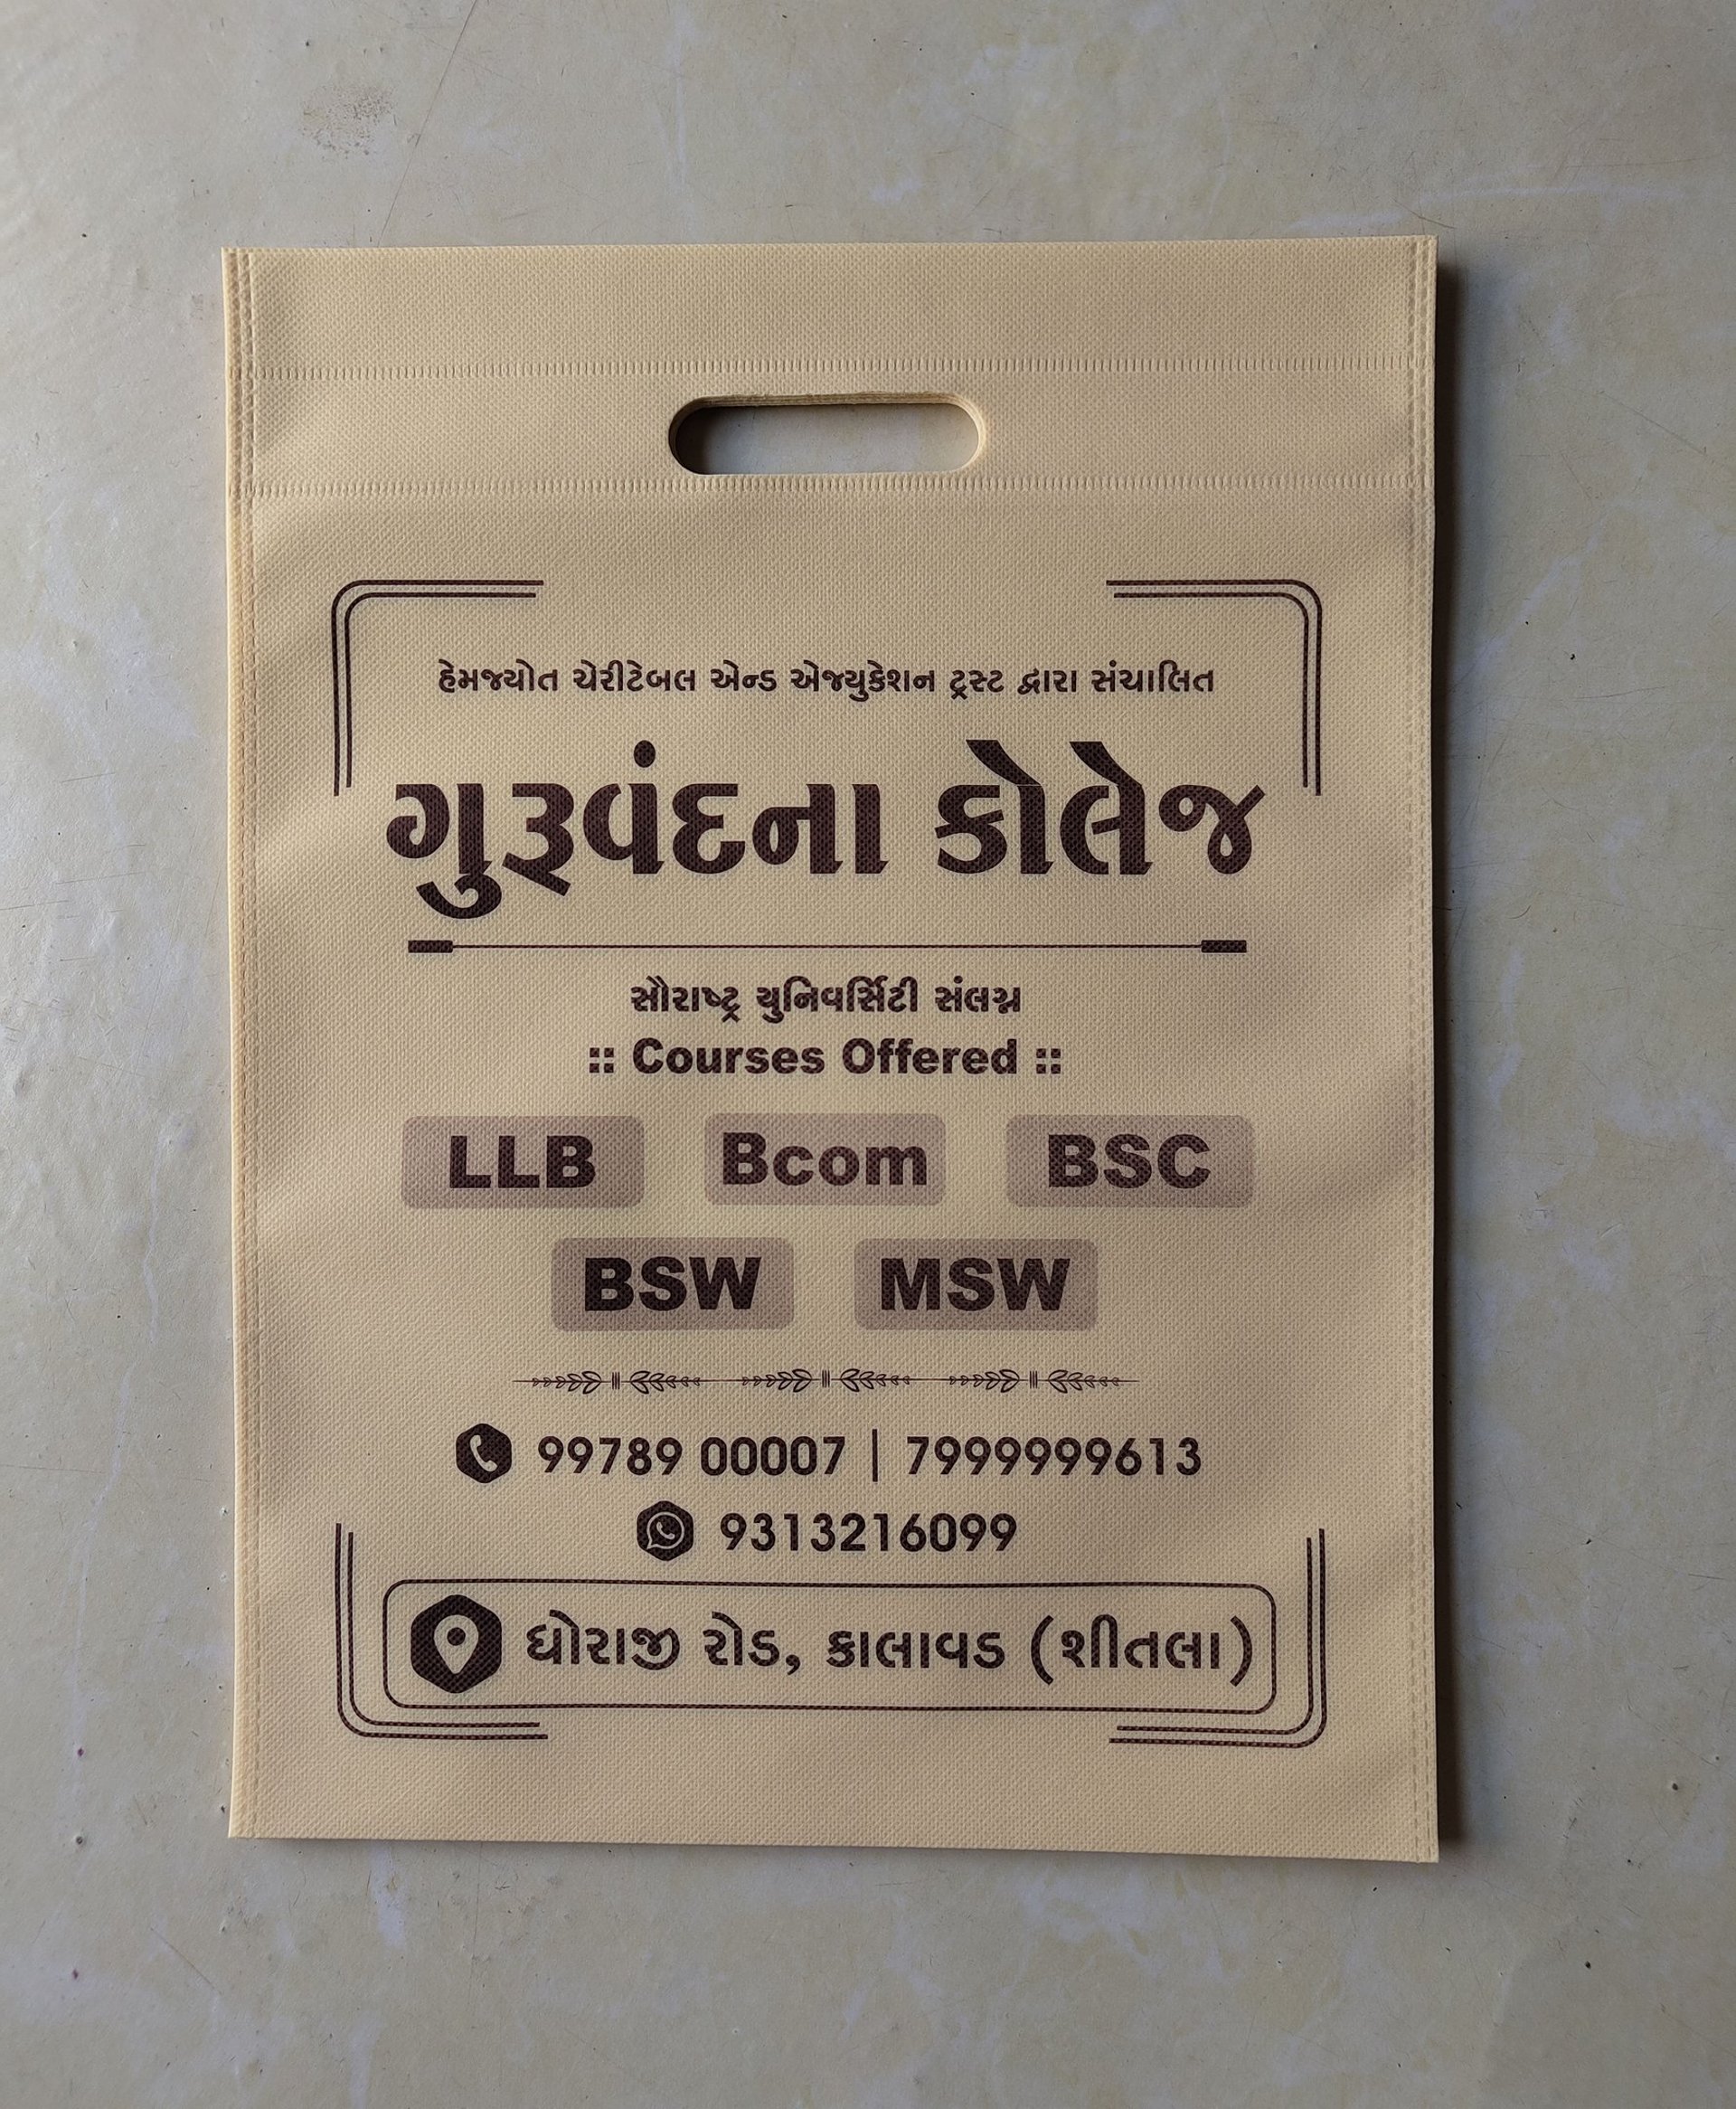 હેમજ્યોત ચેરીટેબલ એન્ડ એજ્યુકેશન ટ્રસ્ટ દ્વારા સંચાલિત
ગુરૂવંદના કોલેજ
સૌરાષ્ટ્ર યુનિવર્સિટી સંલગ્ન
:: Courses Offered ::
LLB Bcom BSC
BSW MSW
99789 00007 | 7999999613
9313216099
ધોરાજી રોડ, કાલાવડ (શીતલા)